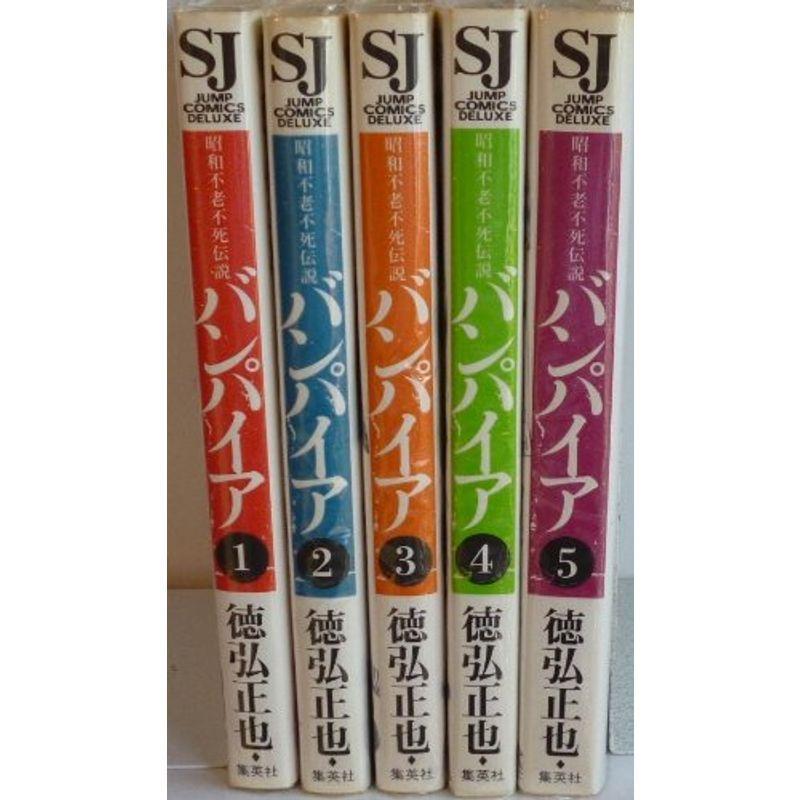 SJ
JUMP
COMICS
DELUXE
昭和不老不死伝説
バンパイア
1
徳弘正也
集英社
SJ
JUMP
COMICS
DELUXE
昭和不老不死伝説
バンパイア
2
徳弘正也
集英社
SJ
JUMP
COMICS
DELUXE
昭和不老不死伝説
バンパイア
3
徳弘正也
集英社
SJ
JUMP
COMICS
DELUXE
昭和不老不死伝説
バンパイア
4
徳弘正也
集英社
SJ
JUMP
COMICS
DELUXE
昭和不老不死伝説
バンパイア
5
徳弘正也
集英社